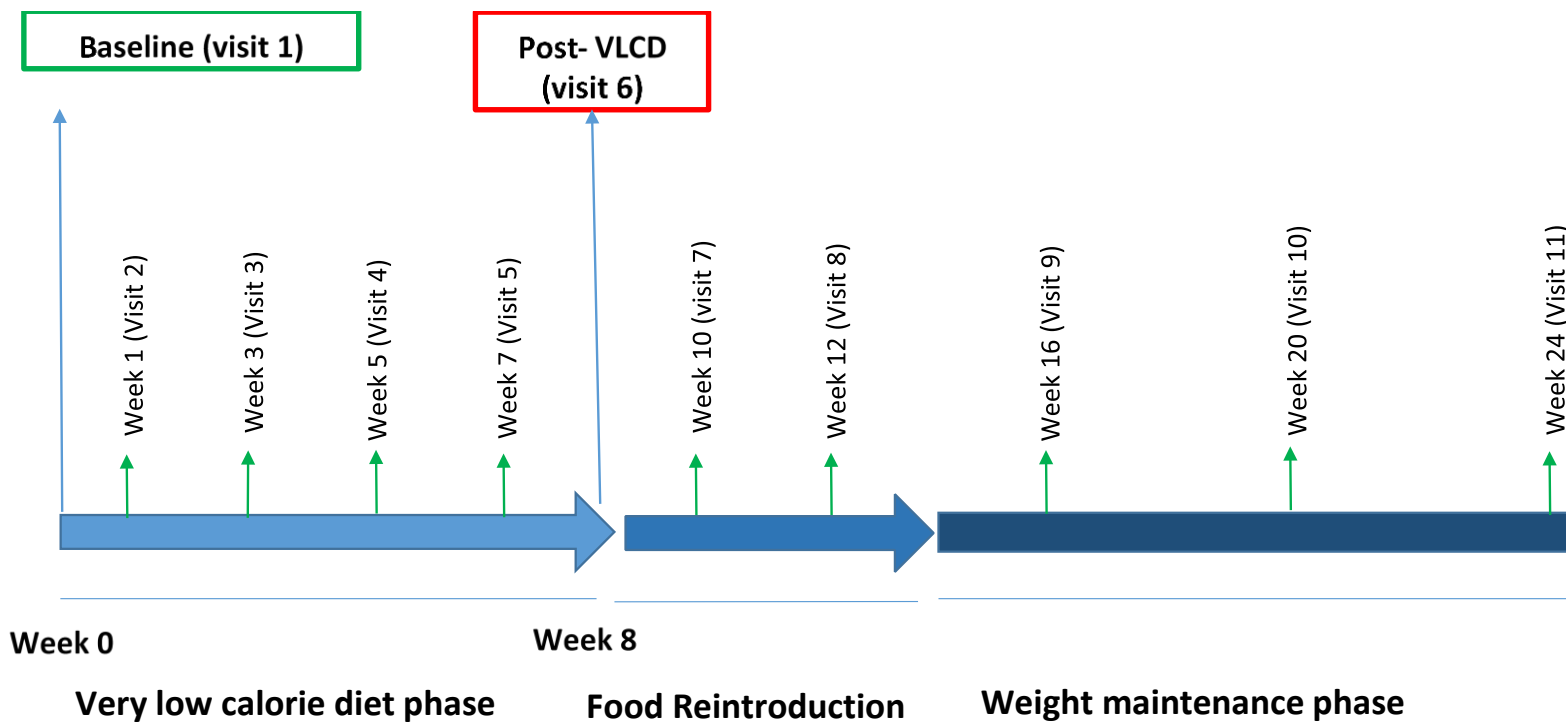 Baseline (visit 1)
Post- VLCD
(visit 6)
Week 1 (Visit 2)
Week 3 (Visit 3)
Week 5 (Visit 4)
Week 7 (Visit 5)
Week 10 (visit 7)
Week 12 (Visit 8)
Week 16 (Visit 9)
Week 20 (Visit 10)
Week 24 (Visit 11)
Week 0
Week 8
Very low calorie diet phase
Food Reintroduction
Weight maintenance phase